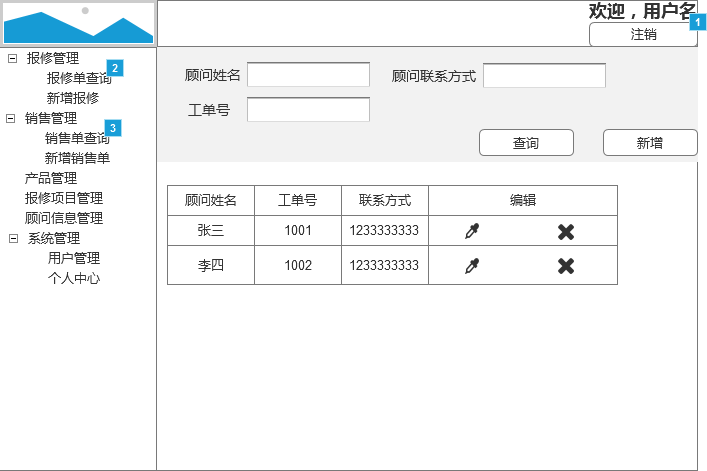 欢迎，用户名
1
注销
报修管理
报修单查询
2
新增报修
销售管理
销售单查询
3
新增销售单
产品管理
报修项目管理
顾问信息管理
系统管理
用户管理
个人中心
顾问姓名 顾问联系方式
工单号
查询 新增
顾问姓名 工单号 联系方式 编辑
张三 1001 1233333333
李四 1002 1233333333